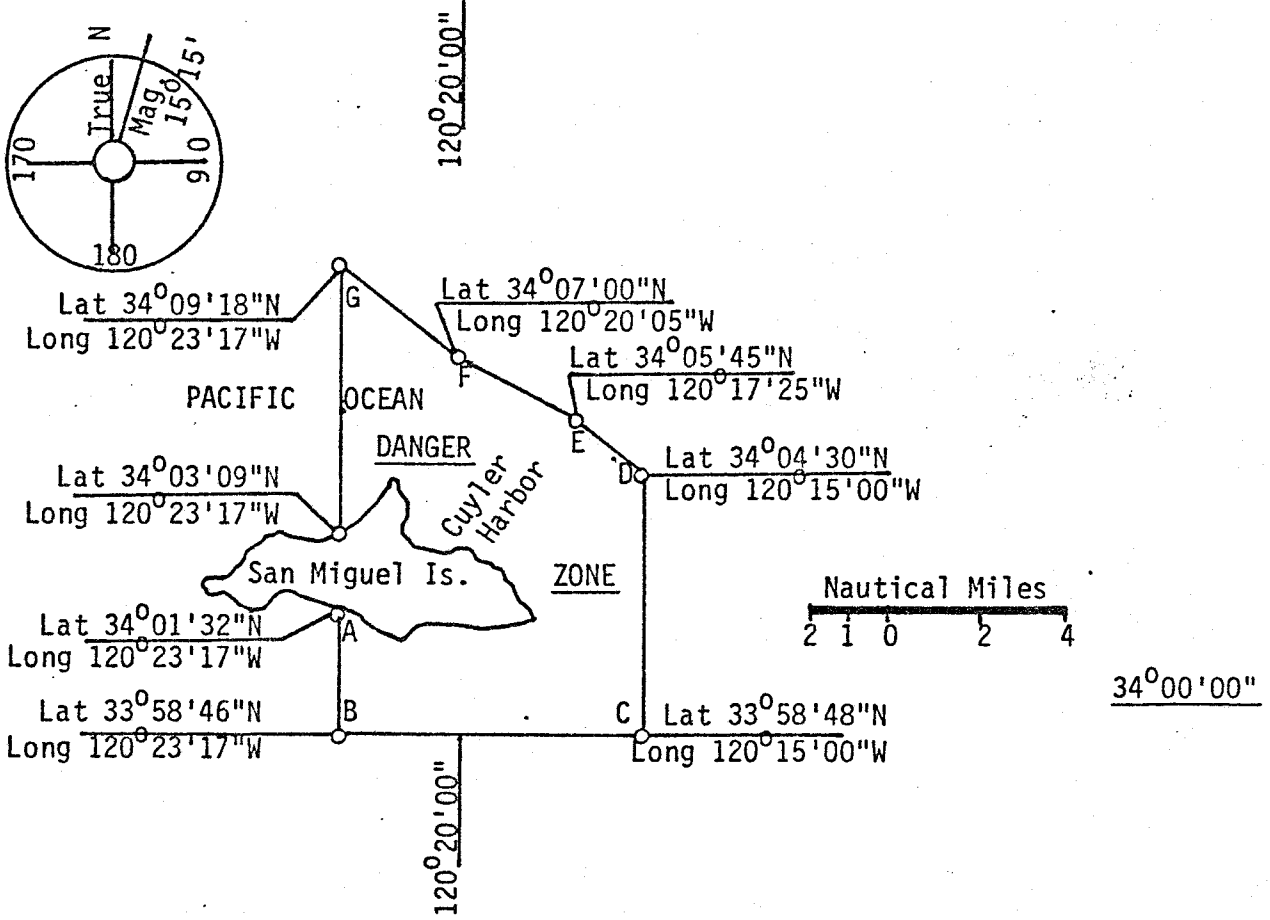 N
True
Mag
15°15'
170
90
180
120°20'00"
G
Lat 34°09'18"N
Long 120°23'17"W
Lat 34°07'00"N
Long 120°20'05"W
F
Lat 34°05'45"N
Long 120°17'25"W
E
PACIFIC OCEAN
DANGER
Cuyler
Harbor
D
Lat 34°04'30"N
Long 120°15'00"W
Lat 34°03'09"N
Long 120°23'17"W
San Miguel Is.
ZONE
Nautical Miles
2 1 0 2 4
Lat 34°01'32"N
Long 120°23'17"W
A
34°00'00"
Lat 33°58'46"N
Long 120°23'17"W
B
C
Lat 33°58'48"N
Long 120°15'00"W
120°20'00"